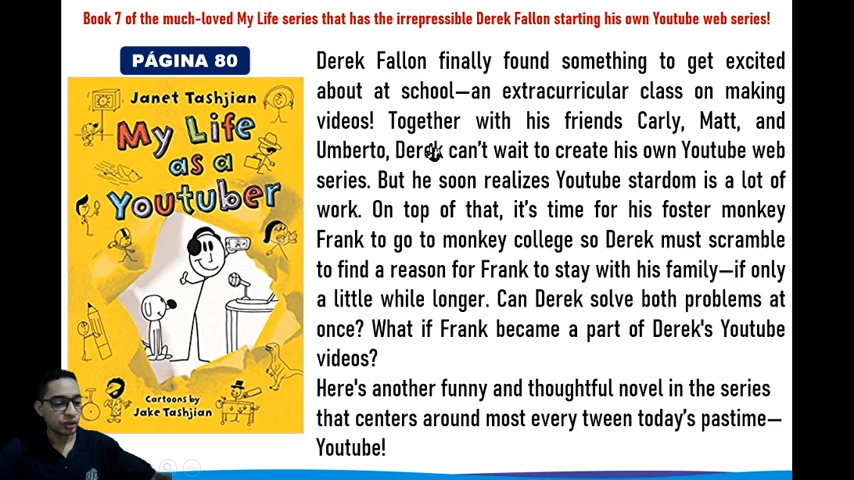 Book 7 of the much-loved My Life series that has the irrepressible Derek Fallon starting his own Youtube web series!
PÁGINA 80
Janet Tashjian
My Life
as a
Youtuber
Cartoons by
Jake Tashjian
Derek Fallon finally found something to get excited
about at school—an extracurricular class on making
videos! Together with his friends Carly, Matt, and
Umberto, Derek can't wait to create his own Youtube web
series. But he soon realizes Youtube stardom is a lot of
work. On top of that, it's time for his foster monkey
Frank to go to monkey college so Derek must scramble
to find a reason for Frank to stay with his family—if only
a little while longer. Can Derek solve both problems at
once? What if Frank became a part of Derek's Youtube
videos?
Here's another funny and thoughtful novel in the series
that centers around most every tween today's pastime—
Youtube!